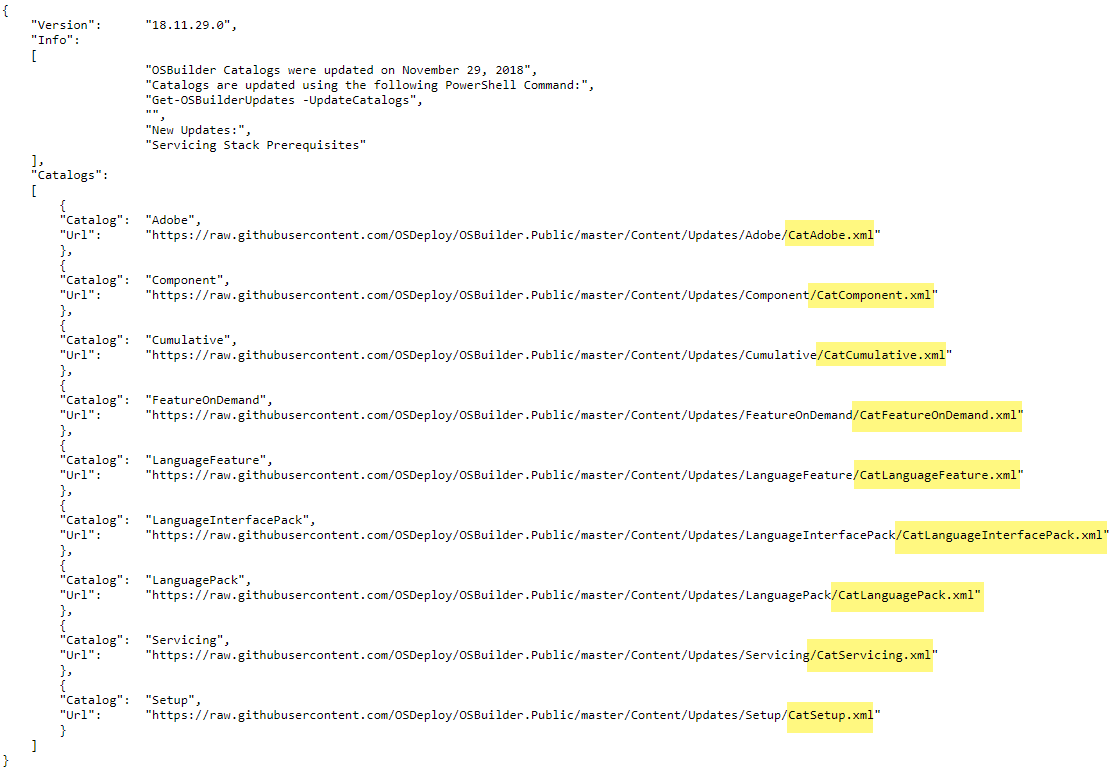 {
    "Version":      "18.11.29.0",
    "Info":
    [
                    "OSBuilder Catalogs were updated on November 29, 2018",
                    "Catalogs are updated using the following PowerShell Command:",
                    "Get-OSBuilderUpdates -UpdateCatalogs",
                    "",
                    "New Updates:",
                    "Servicing Stack Prerequisites"
    ],
    "Catalogs":
    [
        {
        "Catalog":  "Adobe",
        "Url":      "https://raw.githubusercontent.com/OSDeploy/OSBuilder.Public/master/Content/Updates/Adobe/CatAdobe.xml"
        },
        {
        "Catalog":  "Component",
        "Url":      "https://raw.githubusercontent.com/OSDeploy/OSBuilder.Public/master/Content/Updates/Component/CatComponent.xml"
        },
        {
        "Catalog":  "Cumulative",
        "Url":      "https://raw.githubusercontent.com/OSDeploy/OSBuilder.Public/master/Content/Updates/Cumulative/CatCumulative.xml"
        },
        {
        "Catalog":  "FeatureOnDemand",
        "Url":      "https://raw.githubusercontent.com/OSDeploy/OSBuilder.Public/master/Content/Updates/FeatureOnDemand/CatFeatureOnDemand.xml"
        },
        {
        "Catalog":  "LanguageFeature",
        "Url":      "https://raw.githubusercontent.com/OSDeploy/OSBuilder.Public/master/Content/Updates/LanguageFeature/CatLanguageFeature.xml"
        },
        {
        "Catalog":  "LanguageInterfacePack",
        "Url":      "https://raw.githubusercontent.com/OSDeploy/OSBuilder.Public/master/Content/Updates/LanguageInterfacePack/CatLanguageInterfacePack.xml"
        },
        {
        "Catalog":  "LanguagePack",
        "Url":      "https://raw.githubusercontent.com/OSDeploy/OSBuilder.Public/master/Content/Updates/LanguagePack/CatLanguagePack.xml"
        },
        {
        "Catalog":  "Servicing",
        "Url":      "https://raw.githubusercontent.com/OSDeploy/OSBuilder.Public/master/Content/Updates/Servicing/CatServicing.xml"
        },
        {
        "Catalog":  "Setup",
        "Url":      "https://raw.githubusercontent.com/OSDeploy/OSBuilder.Public/master/Content/Updates/Setup/CatSetup.xml"
        }
    ]
}